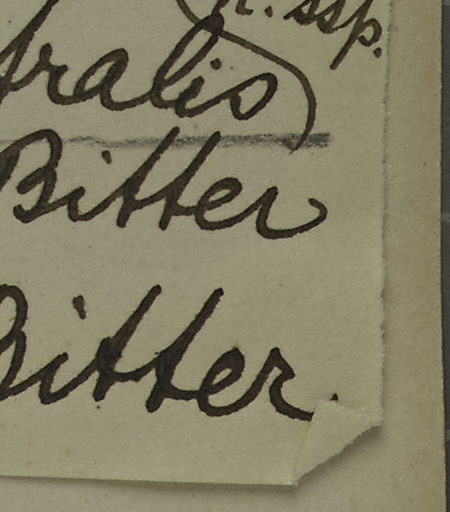 n. ssp.
tralis
Bitter
Bitter.